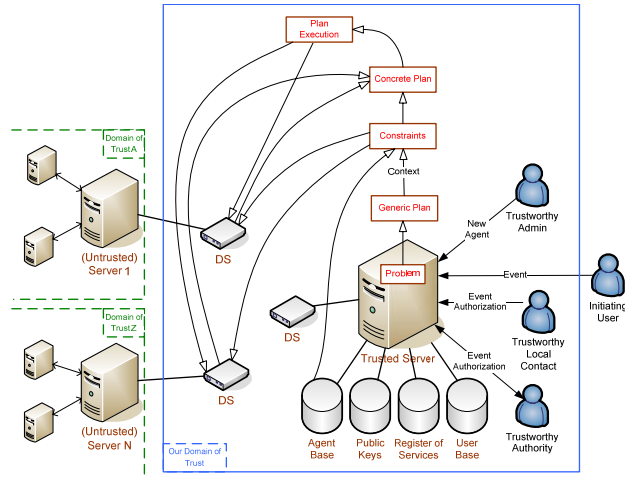 Plan
Execution
Concrete Plan
Domain of
TrustA
Constraints
Context
(Untrusted)
Server 1
DS
Generic Plan
New
Agent
Trustworthy
Admin
Problem
Event
Initiating
User
Domain of
TrustZ
DS
Event
Authorization
Trustworthy
Local
Contact
Trusted Server
Event
Authorization
(Untrusted)
Server N
DS
Our Domain of
Trust
Agent
Base
Public
Keys
Register of
Services
User
Base
Trustworthy
Authority